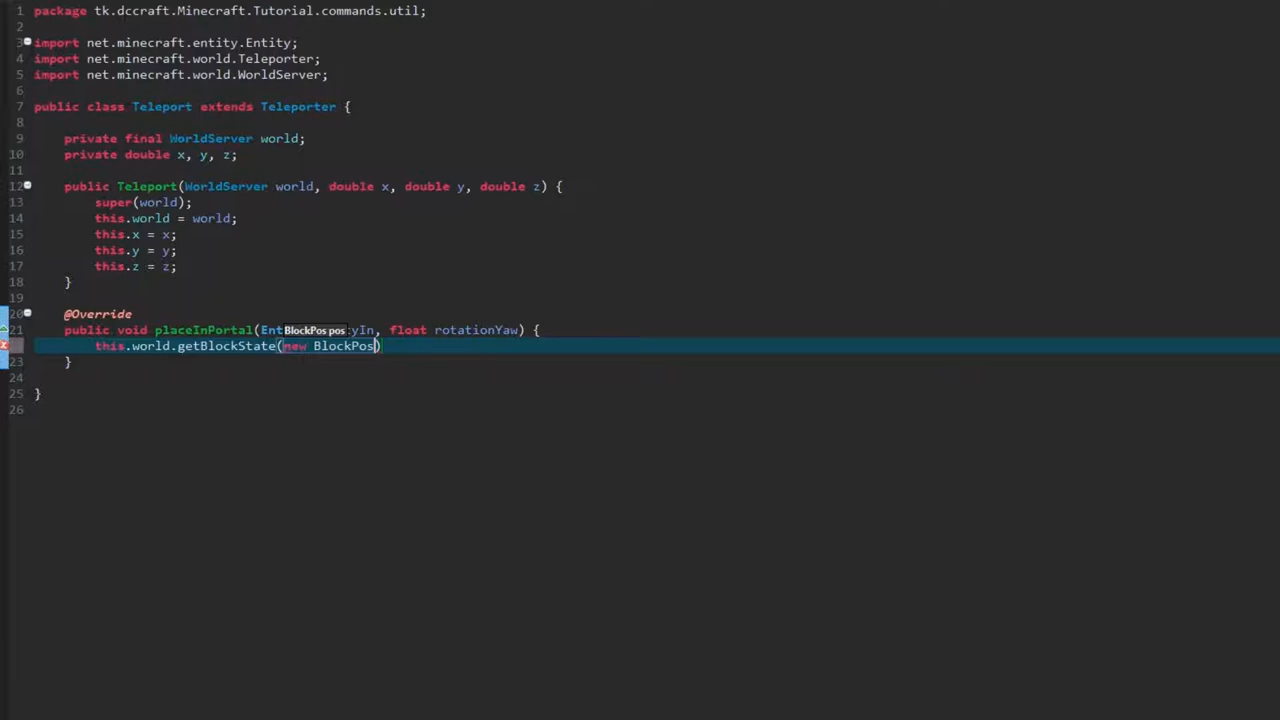 1 package tk.dccraft.Minecraft.Tutorial.commands.util;
2
3 import net.minecraft.entity.Entity;
4 import net.minecraft.world.Teleporter;
5 import net.minecraft.world.WorldServer;
6
7 public class Teleport extends Teleporter {
8
9 private final WorldServer world;
10 private double x, y, z;
11
12 public Teleport(WorldServer world, double x, double y, double z) {
13 super(world);
14 this.world = world;
15 this.x = x;
16 this.y = y;
17 this.z = z;
18 }
19
20 @Override
21 public void placeInPortal(Ent BlockPos pos yIn, float rotationYaw) {
this.world.getBlockState(new BlockPos)
23 }
24
25 }
26